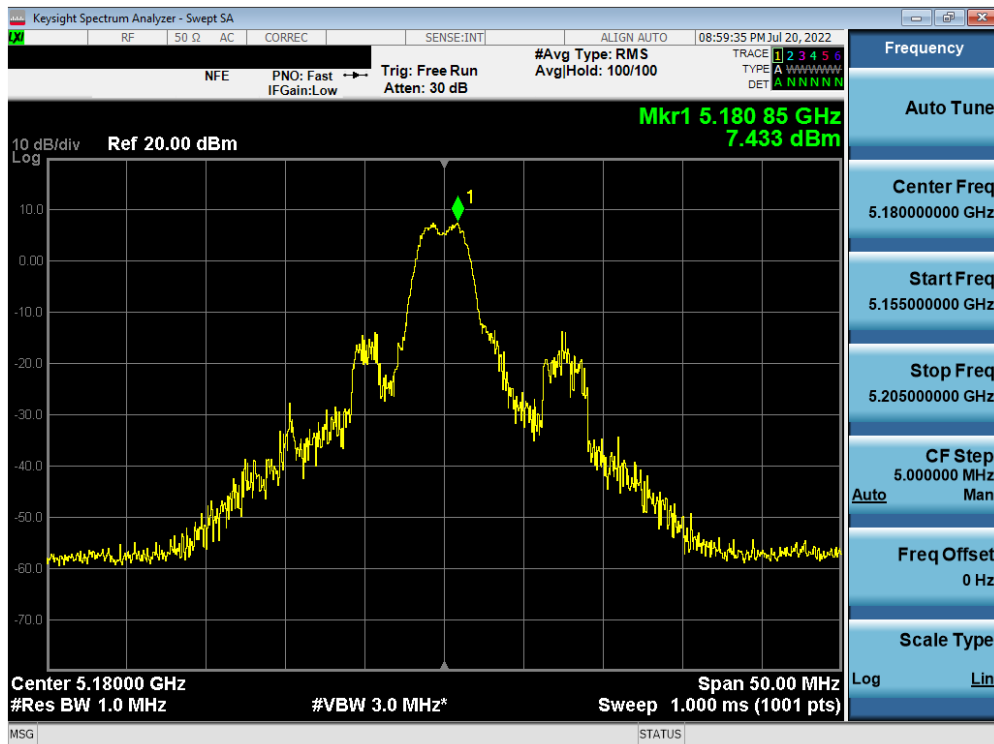 Keysight Spectrum Analyzer - Swept SA
LXI RF 50 Ω AC CORREC SENSE:INT ALIGN AUTO 08:59:35 PM Jul 20, 2022
Frequency
NFE PNO: Fast Trig: Free Run #Avg Type: RMS TRACE 1 2 3 4 5 6
IFGain:Low Atten: 30 dB Avg|Hold: 100/100 TYPE A WWWWW
DET A N N N N N
Auto Tune
Mkr1 5.180 85 GHz
7.433 dBm
10 dB/div Ref 20.00 dBm
Log
1
10.0
0.00
-10.0
-20.0
-30.0
-40.0
-50.0
-60.0
-70.0
Center Freq
5.180000000 GHz
Start Freq
5.155000000 GHz
Stop Freq
5.205000000 GHz
CF Step
5.000000 MHz
Auto Man
Freq Offset
0 Hz
Scale Type
Log Lin
Center 5.18000 GHz Span 50.00 MHz
#Res BW 1.0 MHz #VBW 3.0 MHz* Sweep 1.000 ms (1001 pts)
MSG STATUS